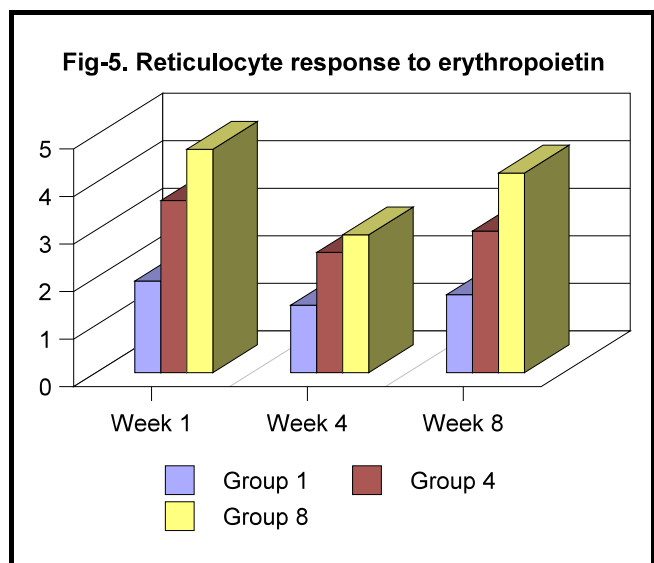 Fig-5. Reticulocyte response to erythropoietin
5
4
3
2
1
0
Week 1 Week 4 Week 8
Group 1 Group 4
Group 8